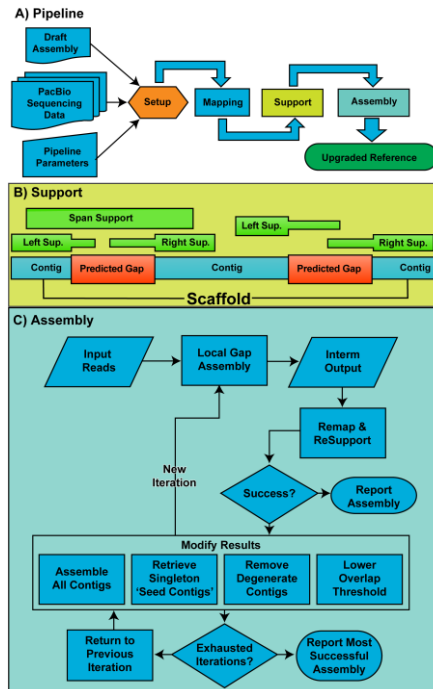 A) Pipeline
Draft
Assembly
PacBio
Sequencing
Data
Pipeline
Parameters
Setup
Mapping
Support
Assembly
Upgraded Reference
B) Support
Span Support
Left Sup.
Left Sup.
Right Sup.
Right Sup.
Contig
Predicted Gap
Contig
Predicted Gap
Contig
Scaffold
C) Assembly
Input
Reads
Local Gap
Assembly
Interm
Output
Remap &
ReSupport
New
Iteration
Success?
Report
Assembly
Modify Results
Assemble
All Contigs
Retrieve
Singleton
'Seed Contigs'
Remove
Degenerate
Contigs
Lower
Overlap
Threshold
Return to
Previous
Iteration
Exhausted
Iterations?
Report Most
Successful
Assembly